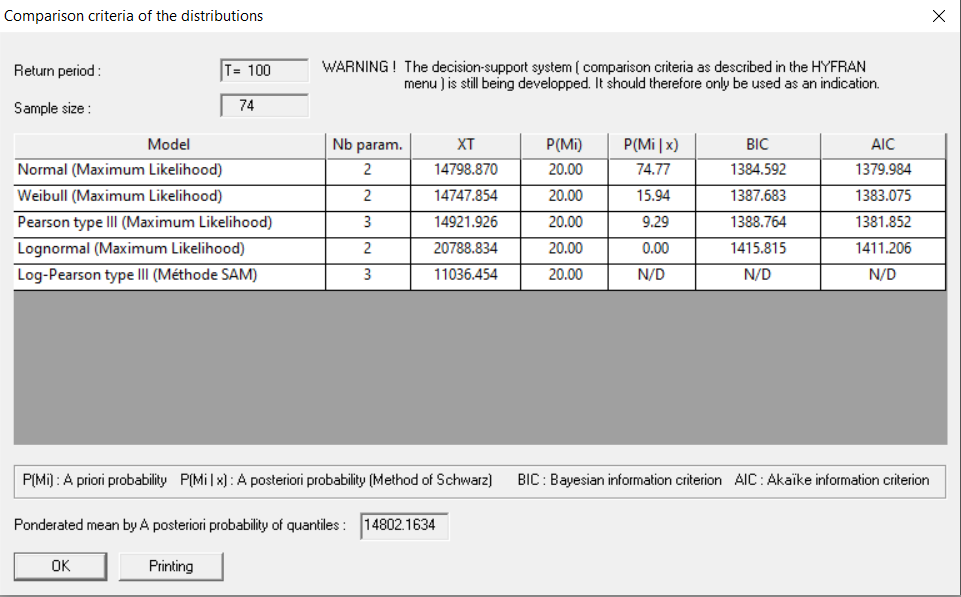 Comparison criteria of the distributions
Return period : T= 100 WARNING ! The decision-support system ( comparison criteria as described in the HYFRAN
menu ) is still being developped. It should therefore only be used as an indication.
Sample size : 74
Model Nb param. XT P(Mi) P(Mi | x) BIC AIC
Normal (Maximum Likelihood) 2 14798.870 20.00 74.77 1384.592 1379.984
Weibull (Maximum Likelihood) 2 14747.854 20.00 15.94 1387.683 1383.075
Pearson type III (Maximum Likelihood) 3 14921.926 20.00 9.29 1388.764 1381.852
Lognormal (Maximum Likelihood) 2 20788.834 20.00 0.00 1415.815 1411.206
Log-Pearson type III (Méthode SAM) 3 11036.454 20.00 N/D N/D N/D
P(Mi) : A priori probability P(Mi | x) : A posteriori probability (Method of Schwarz) BIC : Bayesian information criterion AIC : Akaïke information criterion
Ponderated mean by A posteriori probability of quantiles : 14802.1634
OK Printing